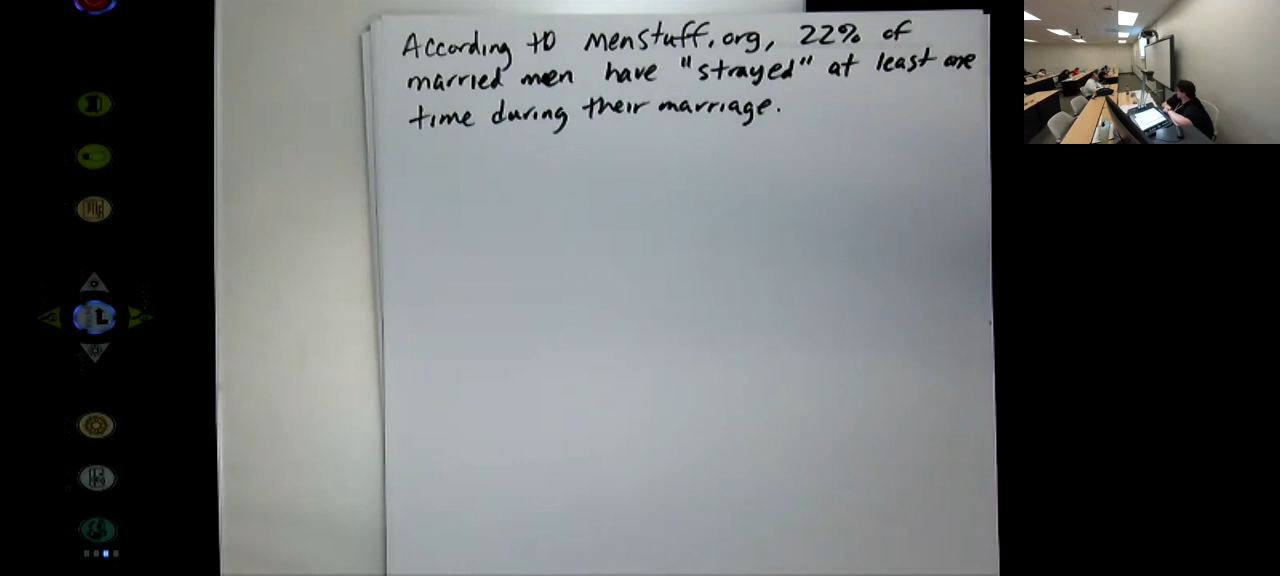 According to menstuff.org, 22% of
married men have "strayed" at least one
time during their marriage.